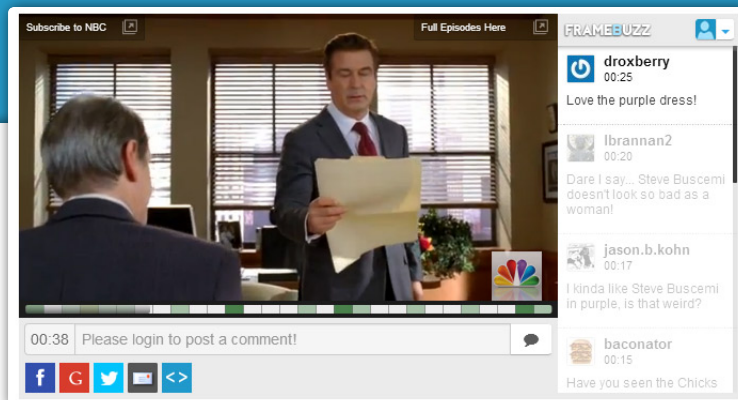 Subscribe to NBC
Full Episodes Here
FRAMEBUZZ
droxberry
00:25
Love the purple dress!
lbrannan2
00:20
Dare I say... Steve Buscemi
doesn't look so bad as a
woman!
jason.b.kohn
00:17
I kinda like Steve Buscemi
in purple, is that weird?
baconator
00:15
Have you seen the Chicks
00:38 Please login to post a comment!
f G <>